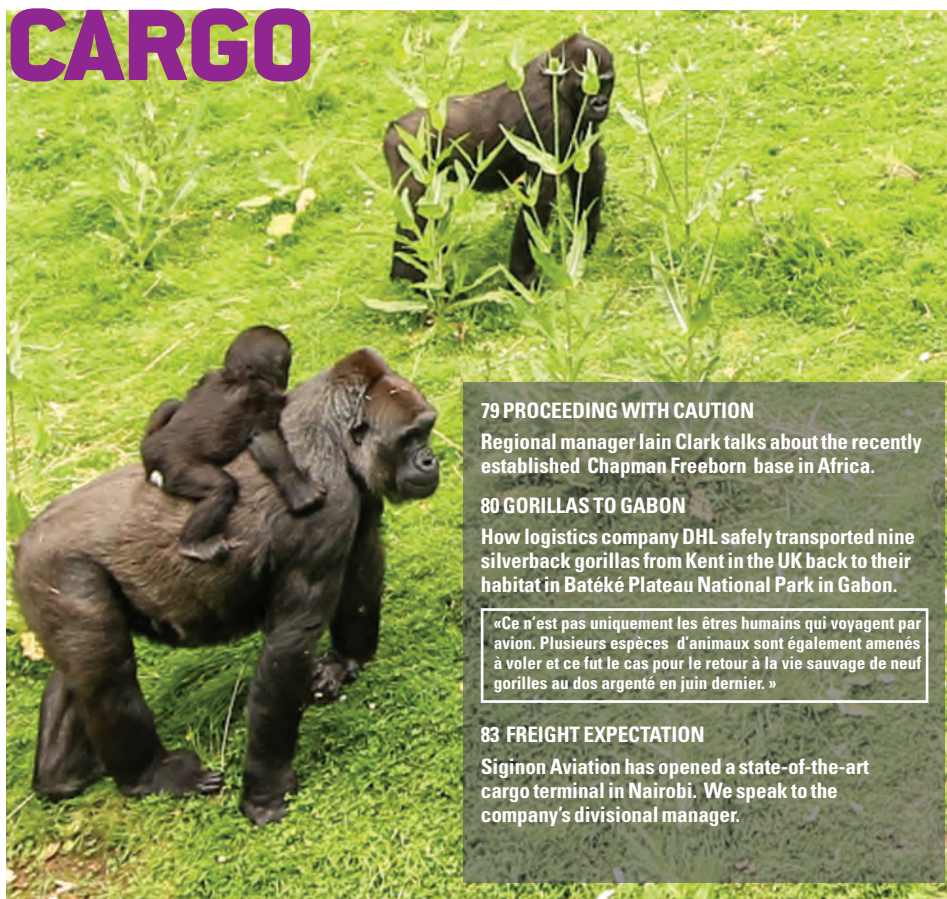 CARGO
79 PROCEEDING WITH CAUTION
Regional manager Iain Clark talks about the recently
established Chapman Freeborn base in Africa.
80 GORILLAS TO GABON
How logistics company DHL safely transported nine
silverback gorillas from Kent in the UK back to their
habitat in Batéké Plateau National Park in Gabon.
«Ce n'est pas uniquement les êtres humains qui voyagent par
avion. Plusieurs espèces d'animaux sont également amenés
à voler et ce fut le cas pour le retour à la vie sauvage de neuf
gorilles au dos argenté en juin dernier. »
83 FREIGHT EXPECTATION
Siginon Aviation has opened a state-of-the-art
cargo terminal in Nairobi. We speak to the
company's divisional manager.